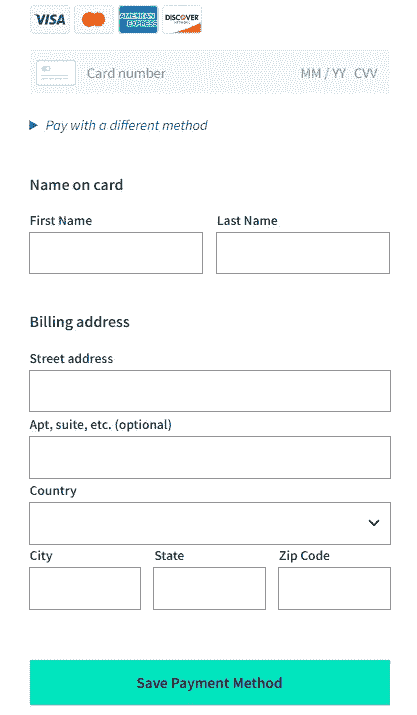 VISA AMERICAN EXPRESS DISCOVER
Card number MM / YY CVV
Pay with a different method
Name on card
First Name Last Name
Billing address
Street address
Apt, suite, etc. (optional)
Country
City State Zip Code
Save Payment Method